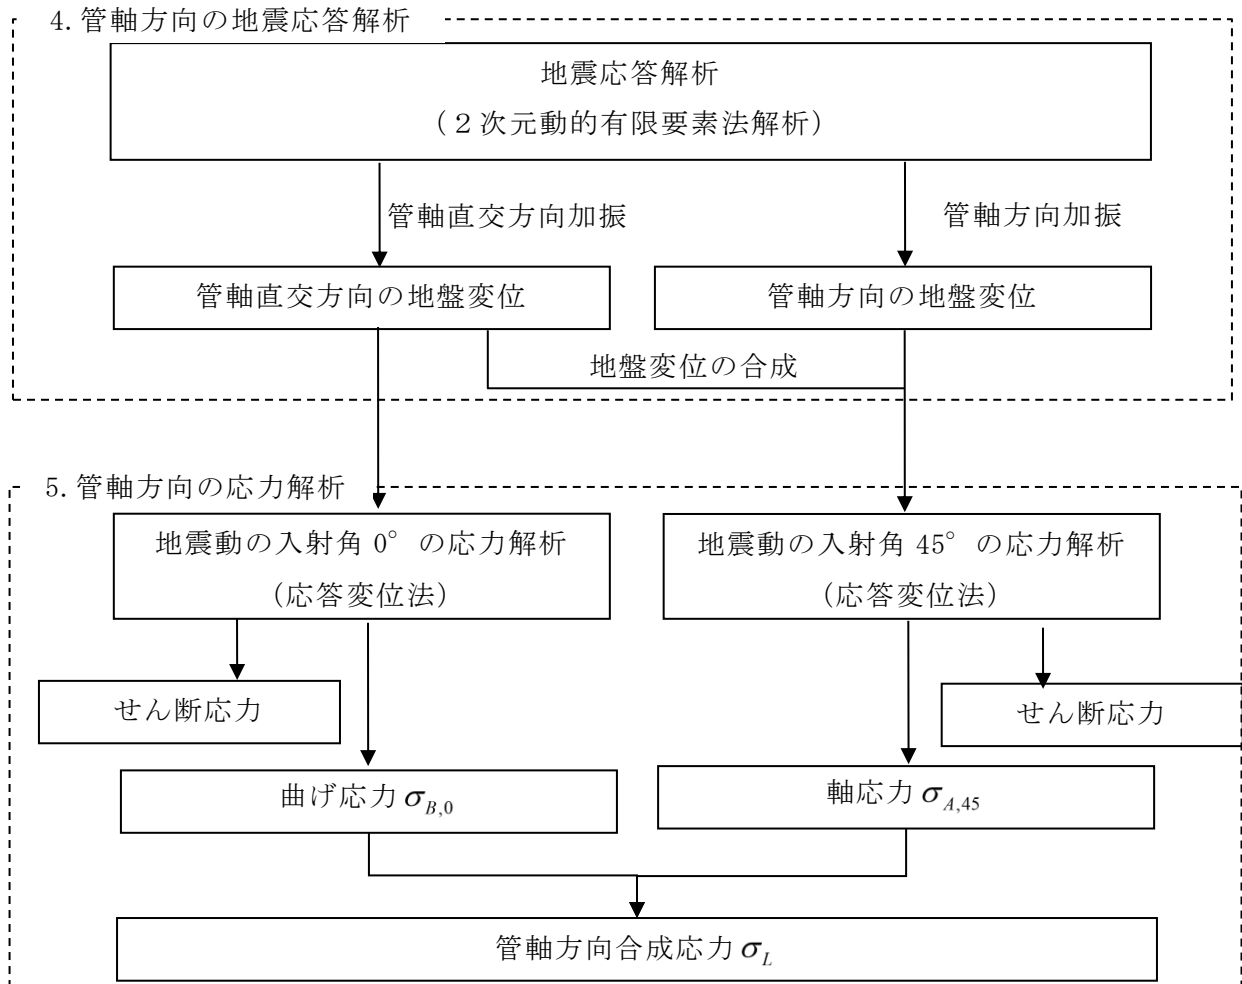 4.管軸方向の地震応答解析
地震応答解析
(２次元動的有限要素法解析)
管軸直交方向加振
管軸方向加振
管軸直交方向の地盤変位
管軸方向の地盤変位
地盤変位の合成
5.管軸方向の応力解析
地震動の入射角 0° の応力解析
(応答変位法)
地震動の入射角 45° の応力解析
(応答変位法)
せん断応力
せん断応力
曲げ応力 σB,0
軸応力 σA,45
管軸方向合成応力 σL